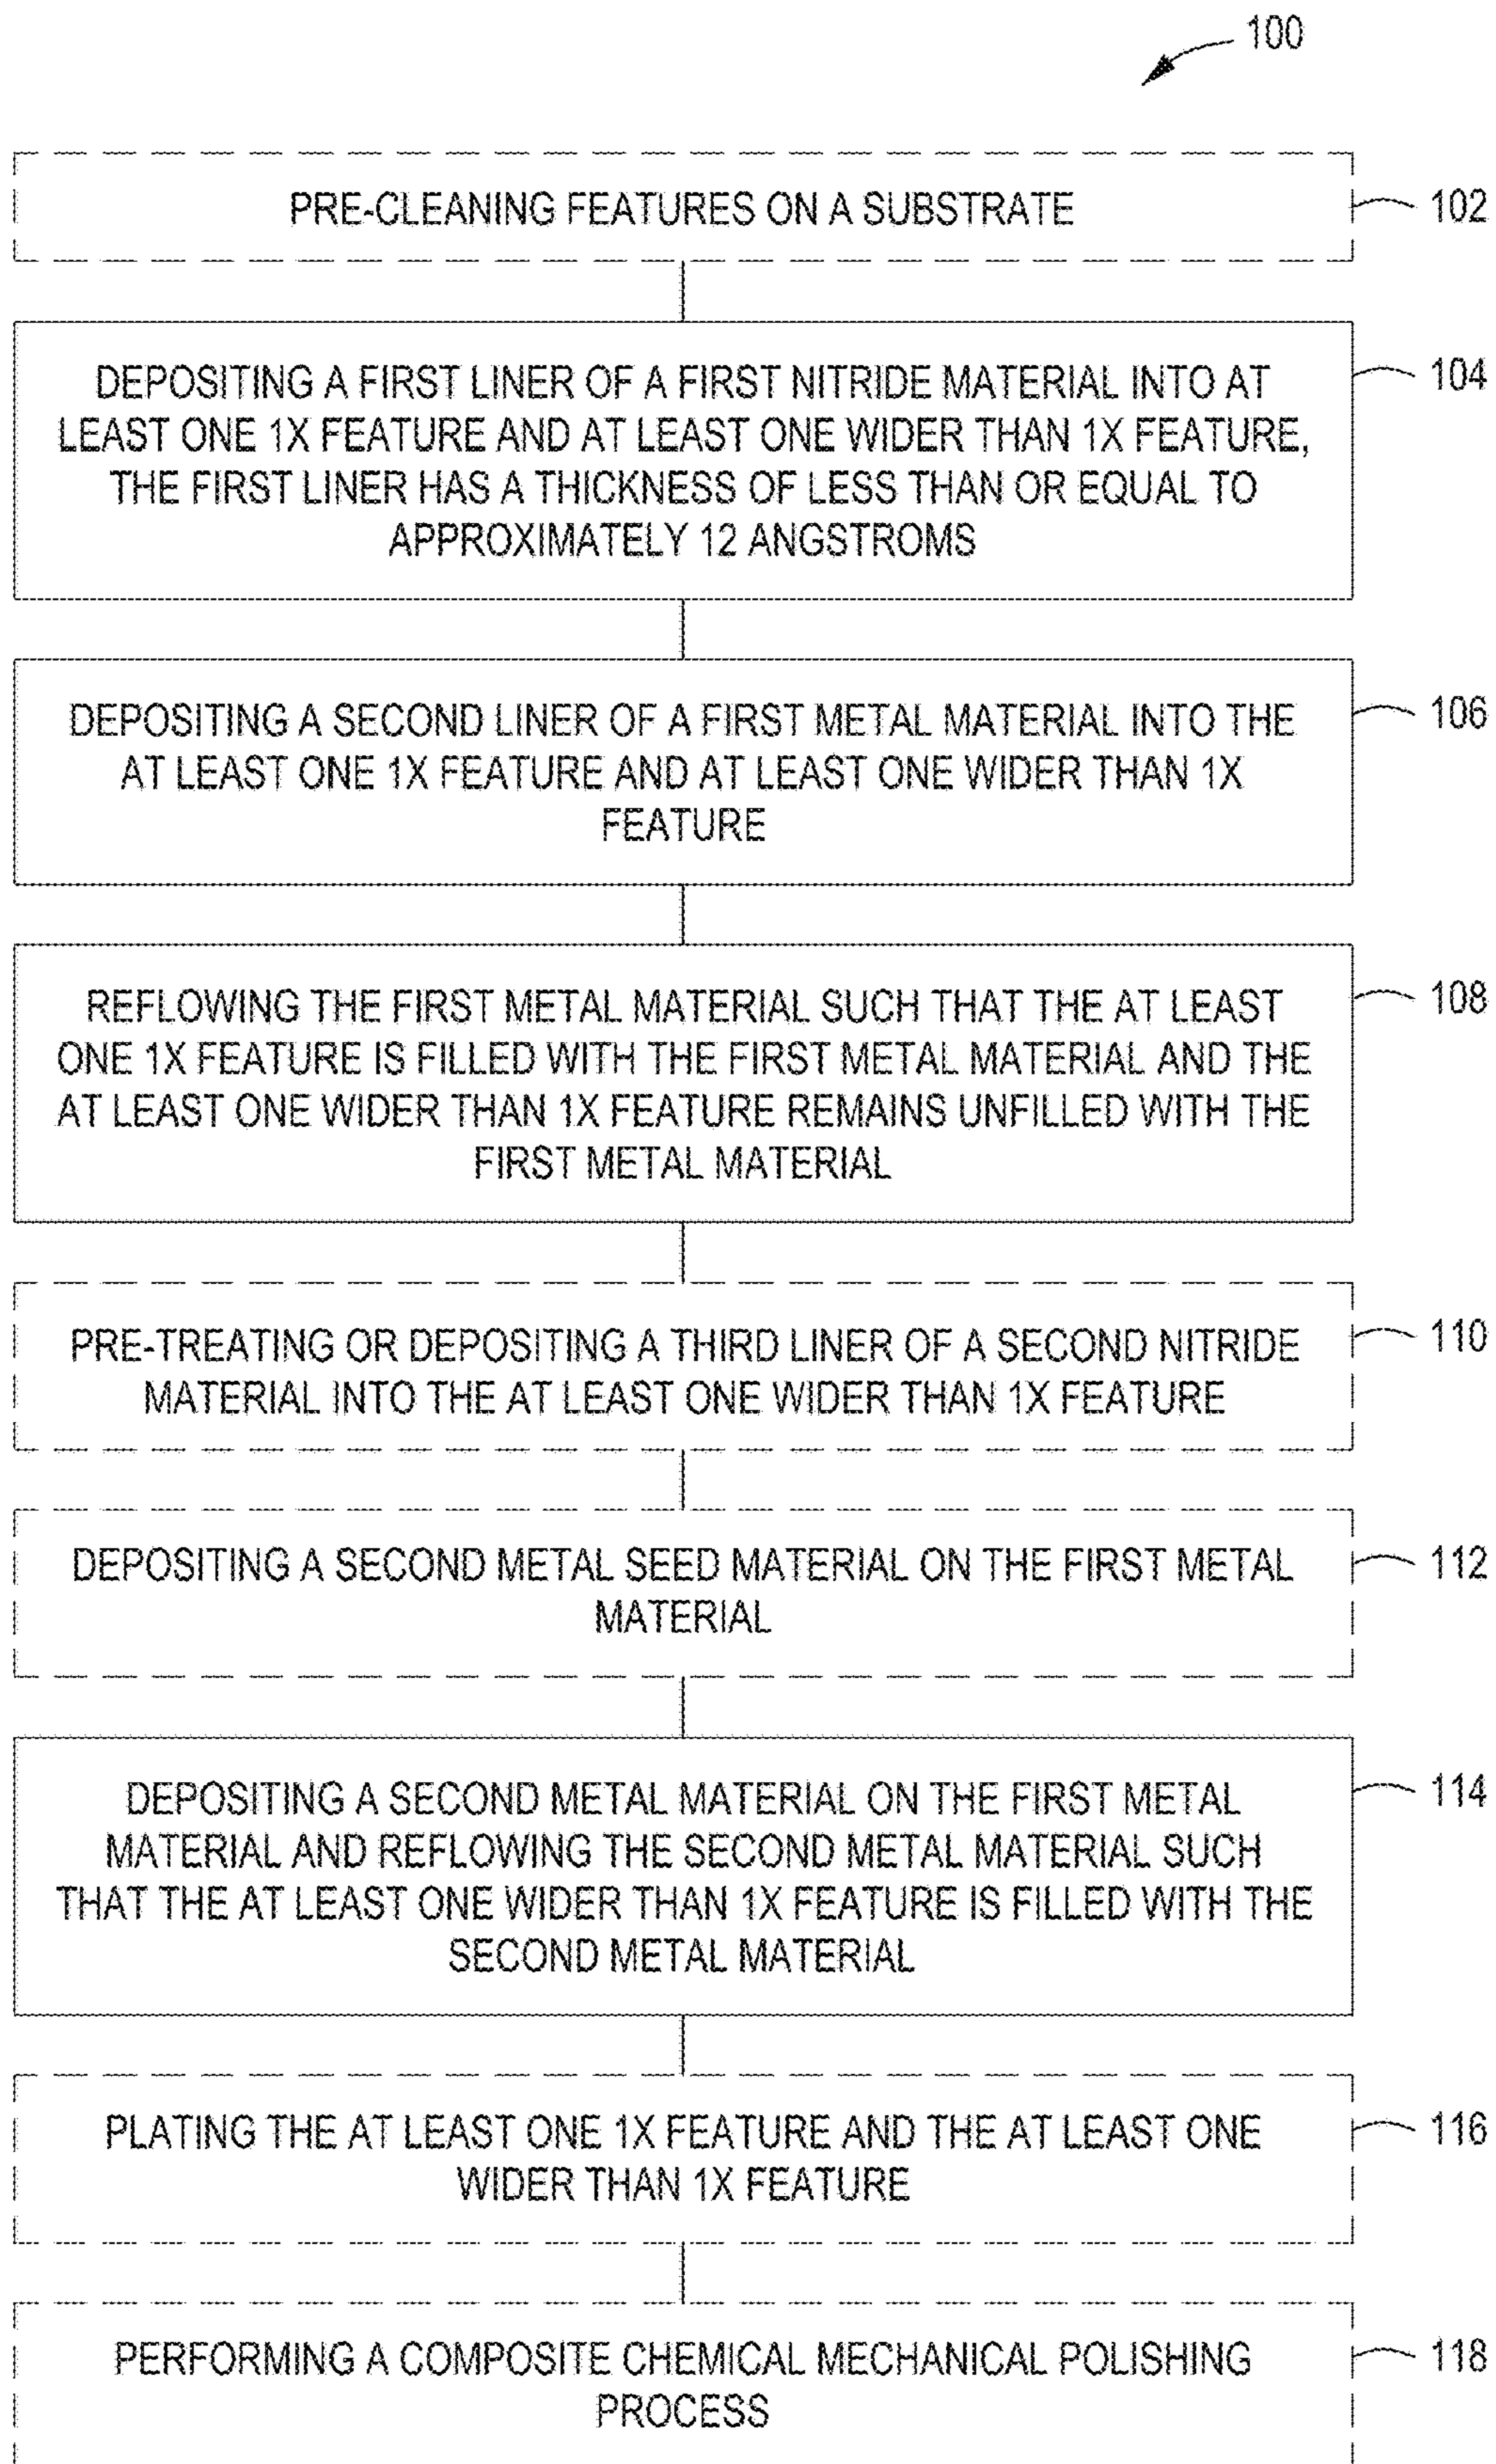 100
PRE-CLEANING FEATURES ON A SUBSTRATE
102
DEPOSITING A FIRST LINER OF A FIRST NITRIDE MATERIAL INTO AT
LEAST ONE 1X FEATURE AND AT LEAST ONE WIDER THAN 1X FEATURE,
THE FIRST LINER HAS A THICKNESS OF LESS THAN OR EQUAL TO
APPROXIMATELY 12 ANGSTROMS
104
DEPOSITING A SECOND LINER OF A FIRST METAL MATERIAL INTO THE
AT LEAST ONE 1X FEATURE AND AT LEAST ONE WIDER THAN 1X
FEATURE
106
REFLOWING THE FIRST METAL MATERIAL SUCH THAT THE AT LEAST
ONE 1X FEATURE IS FILLED WITH THE FIRST METAL MATERIAL AND THE
AT LEAST ONE WIDER THAN 1X FEATURE REMAINS UNFILLED WITH THE
FIRST METAL MATERIAL
108
PRE-TREATING OR DEPOSITING A THIRD LINER OF A SECOND NITRIDE
MATERIAL INTO THE AT LEAST ONE WIDER THAN 1X FEATURE
110
DEPOSITING A SECOND METAL SEED MATERIAL ON THE FIRST METAL
MATERIAL
112
DEPOSITING A SECOND METAL MATERIAL ON THE FIRST METAL
MATERIAL AND REFLOWING THE SECOND METAL MATERIAL SUCH
THAT THE AT LEAST ONE WIDER THAN 1X FEATURE IS FILLED WITH THE
SECOND METAL MATERIAL
114
PLATING THE AT LEAST ONE 1X FEATURE AND THE AT LEAST ONE
WIDER THAN 1X FEATURE
116
PERFORMING A COMPOSITE CHEMICAL MECHANICAL POLISHING
PROCESS
118